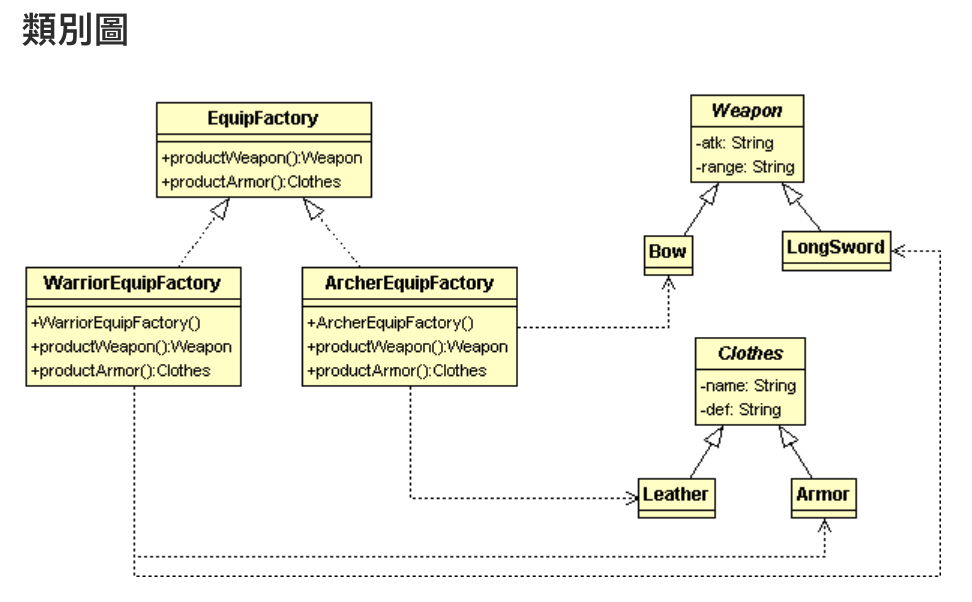 類別圖
EquipFactory
+productWeapon():Weapon
+productArmor():Clothes
Weapon
-atk: String
-range: String
Bow
LongSword
WarriorEquipFactory
+WarriorEquipFactory()
+productWeapon():Weapon
+productArmor():Clothes
ArcherEquipFactory
+ArcherEquipFactory()
+productWeapon():Weapon
+productArmor():Clothes
Clothes
-name: String
-def: String
Leather
Armor